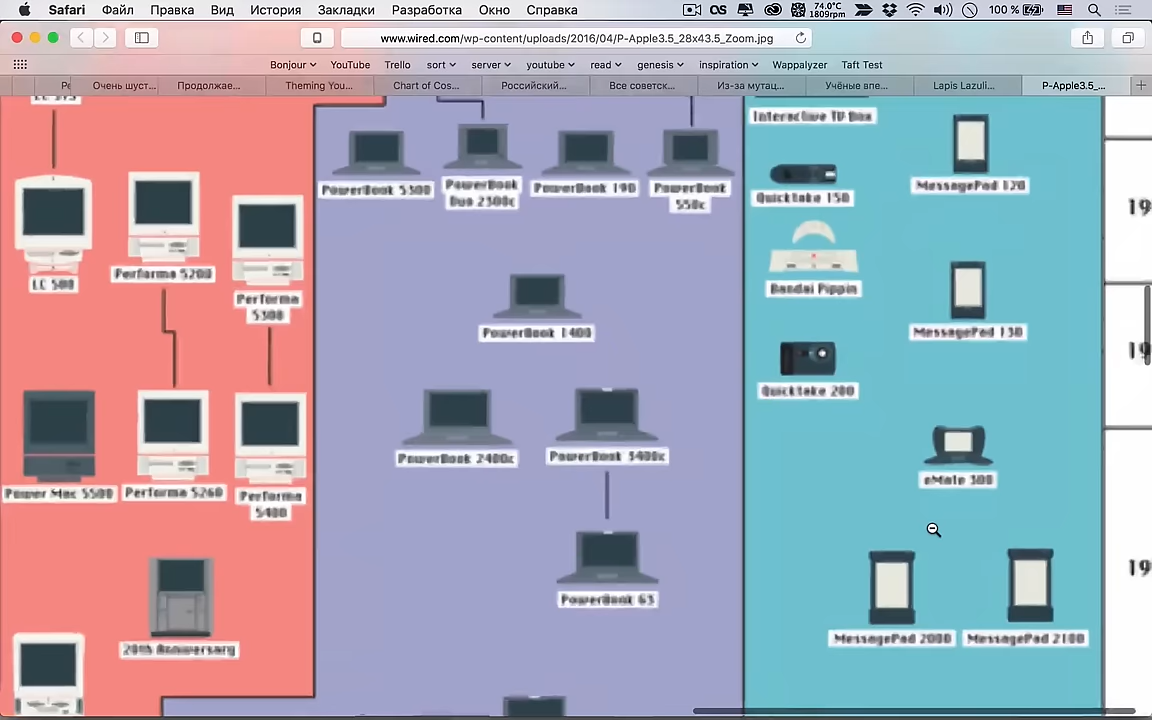 Safari Файл Правка Вид История Закладки Разработка Окно Справка
OS 74.0°C 1809rpm 100 %
www.wired.com/wp-content/uploads/2016/04/P-Apple3.5_28x43.5_Zoom.jpg
Bonjour YouTube Trello sort server youtube read genesis inspiration Wappalyzer Taft Test
Очень шуст... Продолжае... Theming You... Chart of Cos... Российский... Все советск... Из-за мутац... Учёные впе... Lapis Lazuli... P-Apple3.5_...
Interactive TV Box
PowerBook 5300
PowerBook
Duo 2300c
PowerBook 190
PowerBook
550c
Quicktake 150
MessagePad 120
LC 580
Performa 5200
Performa
5300
Bandai Pippin
PowerBook 1400
MessagePad 130
Quicktake 200
PowerBook 2400c
PowerBook 3400c
eMate 300
Power Mac 5500
Performa 5260
Performa
5400
PowerBook G3
20th Anniversary
MessagePad 2000
MessagePad 2100